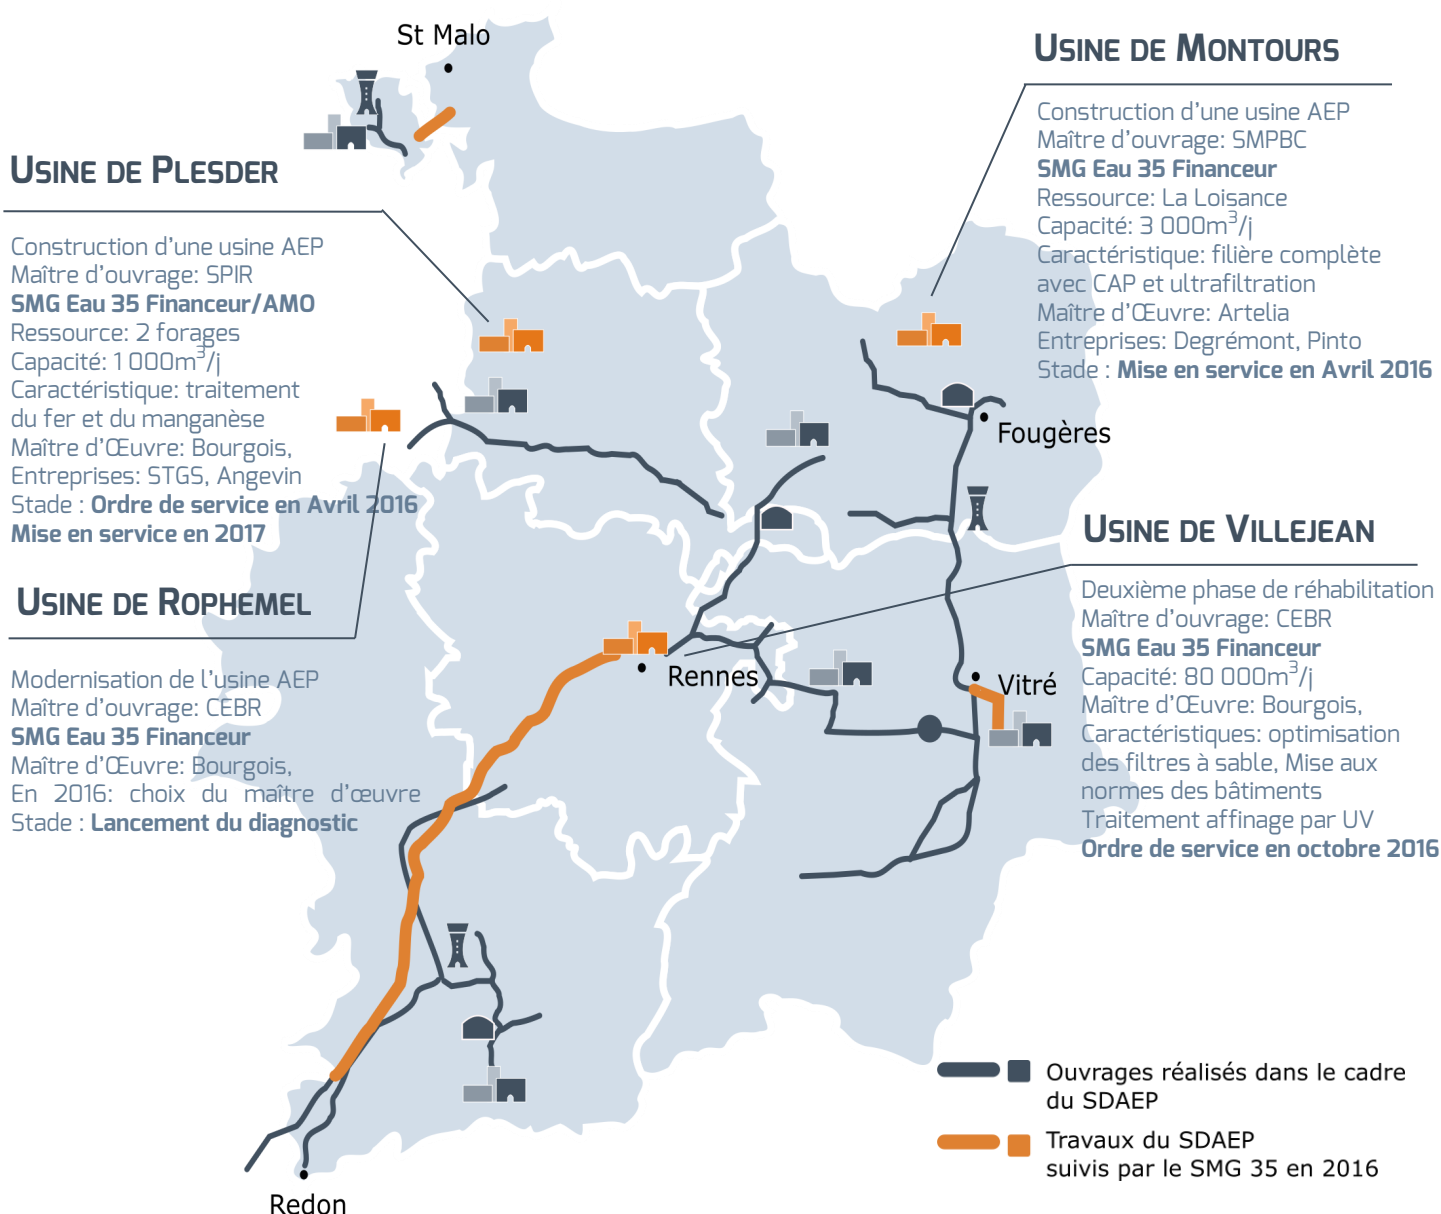 St Malo
USINE DE MONTOURS
Construction d'une usine AEP
Maître d'ouvrage: SMPBC
SMG Eau 35 Financeur
Ressource: La Loisance
Capacité: 3 000m³/j
Caractéristique: filière complète
avec CAP et ultrafiltration
Maître d'Œuvre: Artelia
Entreprises: Degrémont, Pinto
Stade : Mise en service en Avril 2016
USINE DE PLESDER
Construction d'une usine AEP
Maître d'ouvrage: SPIR
SMG Eau 35 Financeur/AMO
Ressource: 2 forages
Capacité: 1 000m³/j
Caractéristique: traitement
du fer et du manganèse
Maître d'Œuvre: Bourgois,
Entreprises: STGS, Angevin
Stade : Ordre de service en Avril 2016
Mise en service en 2017
Fougères
USINE DE VILLEJEAN
Deuxième phase de réhabilitation
Maître d'ouvrage: CEBR
SMG Eau 35 Financeur
Capacité: 80 000m³/j
Maître d'Œuvre: Bourgois,
Caractéristiques: optimisation
des filtres à sable, Mise aux
normes des bâtiments
Traitement affinage par UV
Ordre de service en octobre 2016
USINE DE ROPHEMEL
Modernisation de l'usine AEP
Maître d'ouvrage: CEBR
SMG Eau 35 Financeur
Maître d'Œuvre: Bourgois,
En 2016: choix du maître d'œuvre
Stade : Lancement du diagnostic
Rennes
Vitré
Redon
Ouvrages réalisés dans le cadre
du SDAEP
Travaux du SDAEP
suivis par le SMG 35 en 2016